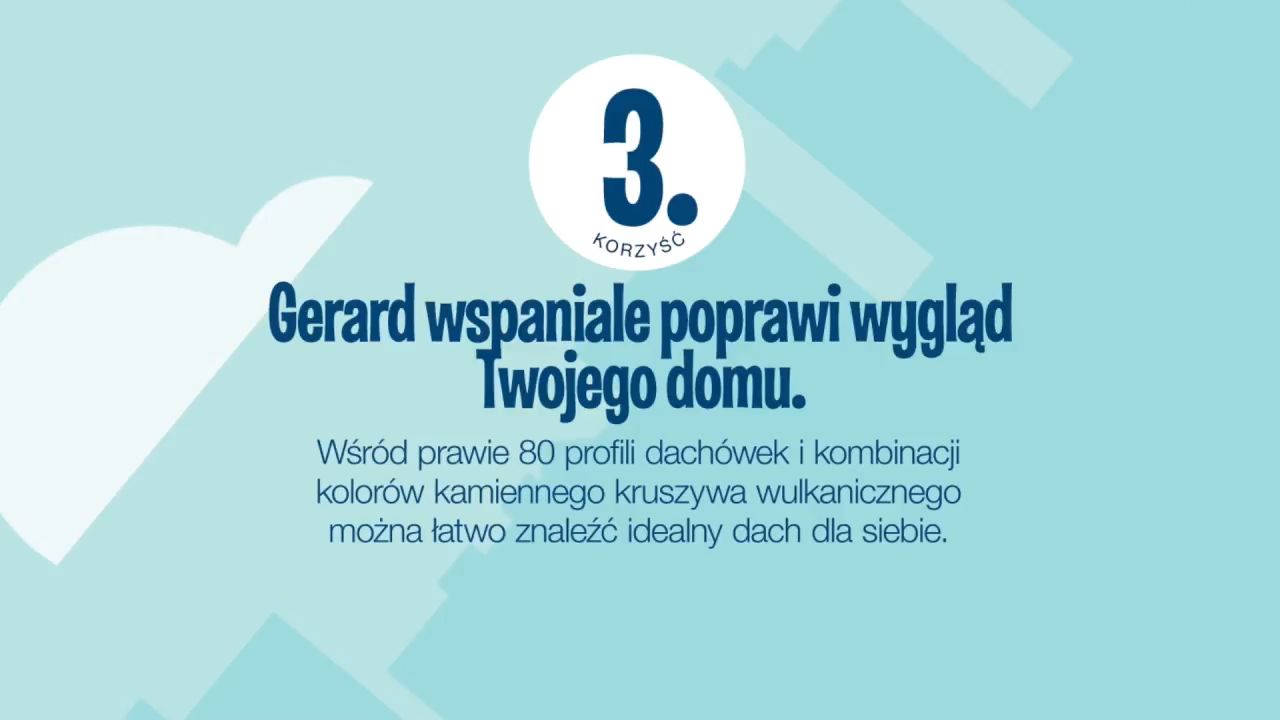 3.
KORZYŚĆ
Gerard wspaniale poprawi wygląd
Twojego domu.
Wśród prawie 80 profili dachówek i kombinacji
kolorów kamiennego kruszywa wulkanicznego
można łatwo znaleźć idealny dach dla siebie.